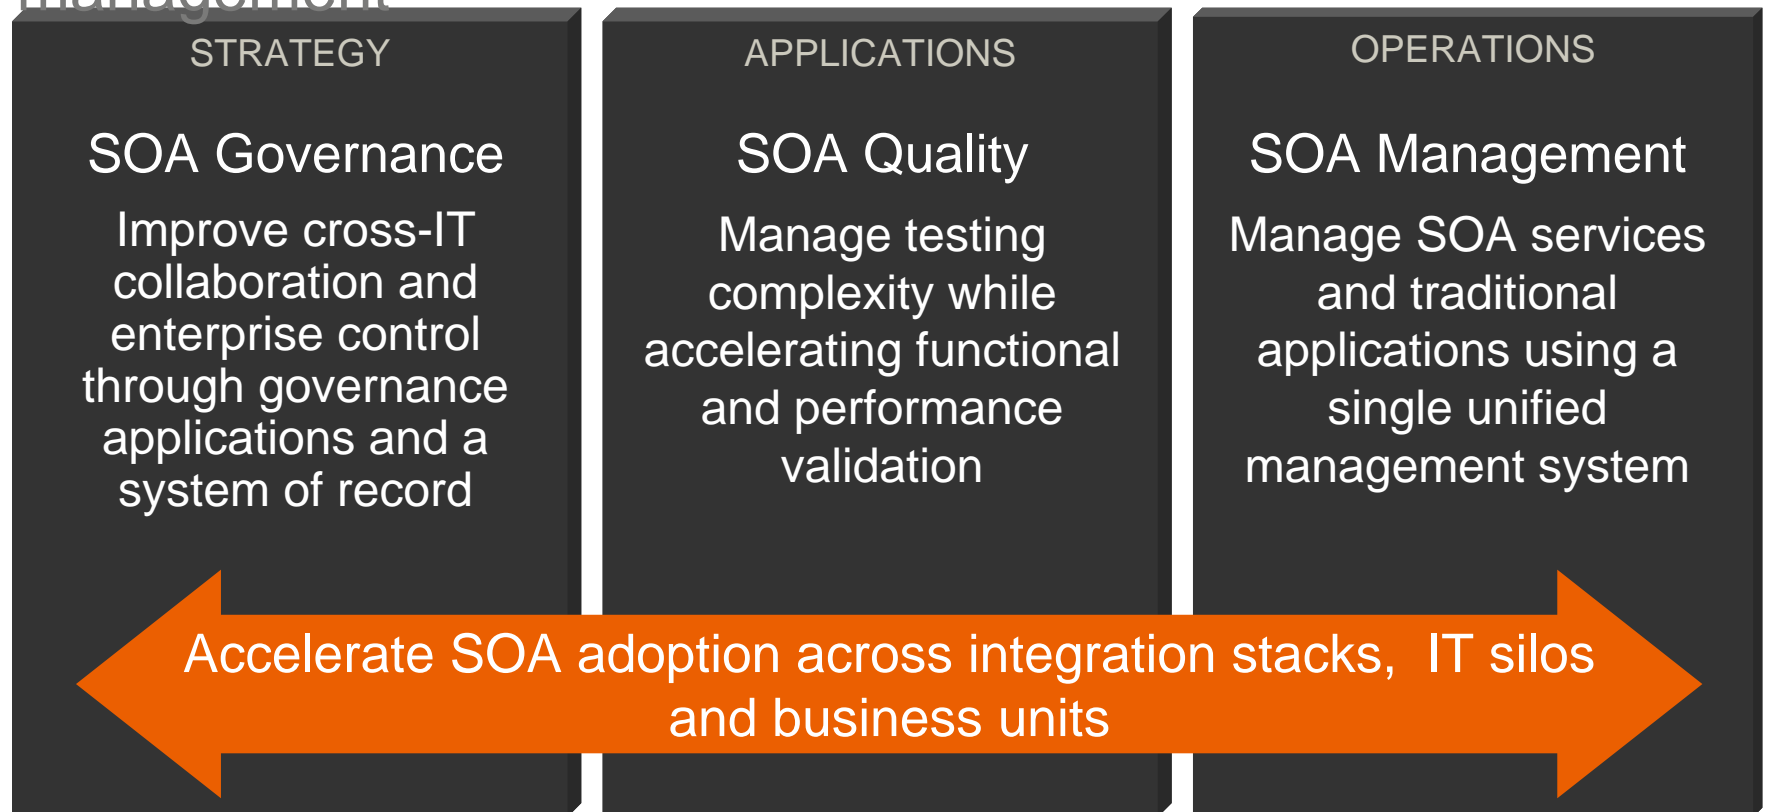 management
STRATEGY
SOA Governance
Improve cross-IT
collaboration and
enterprise control
through governance
applications and a
system of record
APPLICATIONS
SOA Quality
Manage testing
complexity while
accelerating functional
and performance
validation
OPERATIONS
SOA Management
Manage SOA services
and traditional
applications using a
single unified
management system
Accelerate SOA adoption across integration stacks,  IT silos
and business units